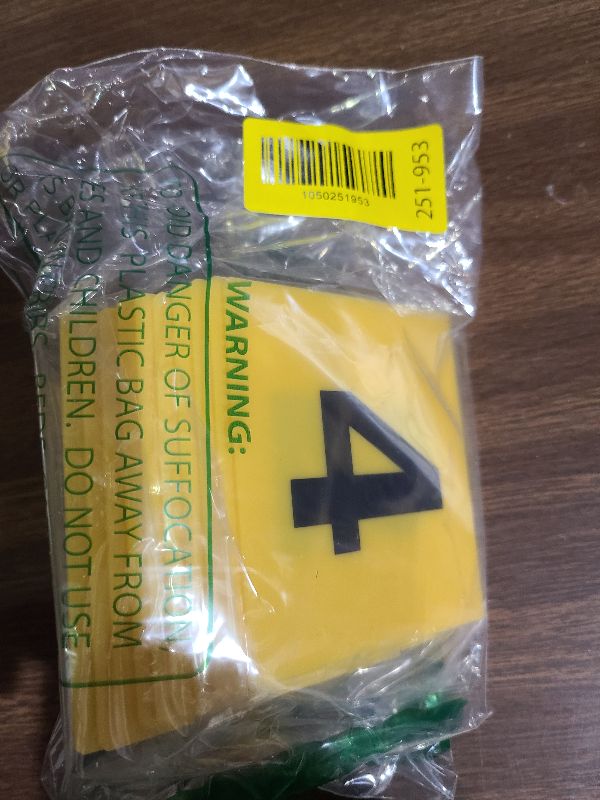 1050251953
251-953
WARNING:
DANGER OF SUFFOCATION,
PLASTIC BAG AWAY FROM
AND CHILDREN. DO NOT USE
4